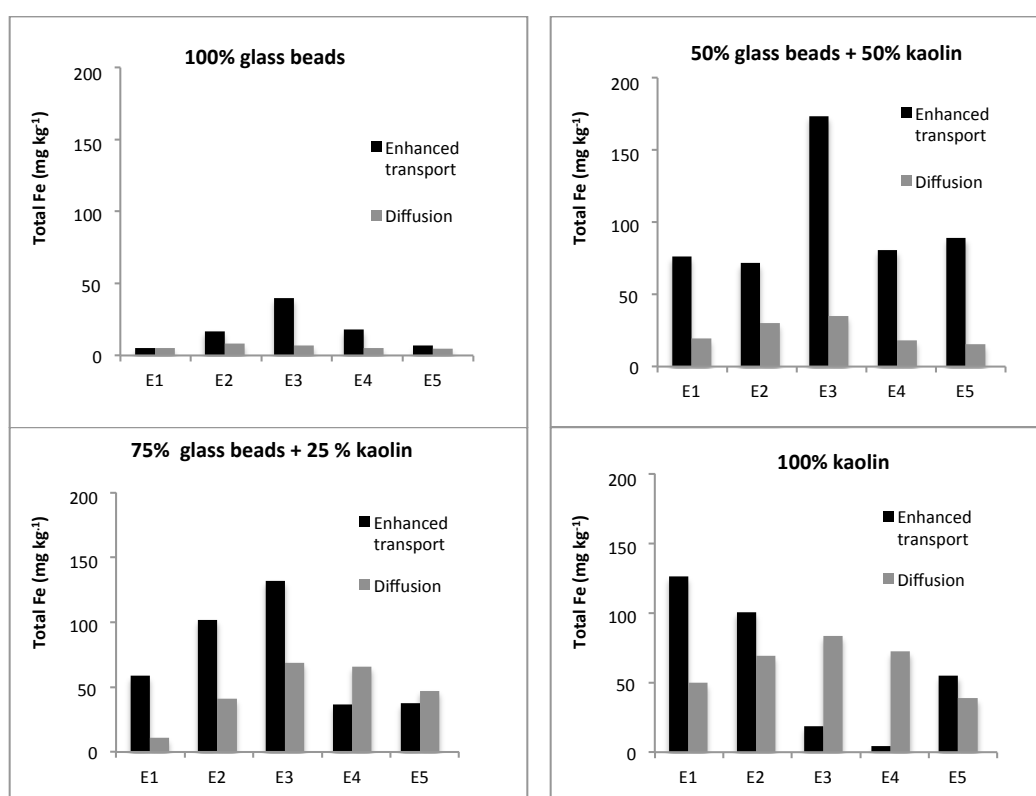 100% glass beads
Total Fe (mg kg⁻¹)
200
150
100
50
0
E1 E2 E3 E4 E5
Enhanced
transport
Diffusion
50% glass beads + 50% kaolin
Total Fe (mg kg⁻¹)
200
150
100
50
0
E1 E2 E3 E4 E5
Enhanced
transport
Diffusion
75% glass beads + 25 % kaolin
Total Fe (mg kg⁻¹)
200
150
100
50
0
E1 E2 E3 E4 E5
Enhanced
transport
Diffusion
100% kaolin
Total Fe (mg kg⁻¹)
200
150
100
50
0
E1 E2 E3 E4 E5
Enhanced
transport
Diffusion